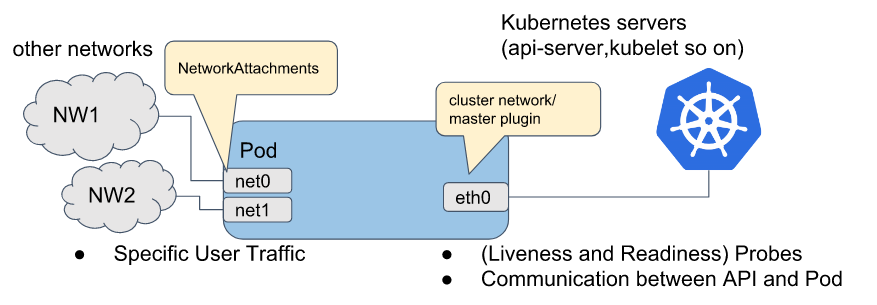 Kubernetes servers
(api-server,kubelet so on)
other networks
NetworkAttachments
NW1
cluster network/
master plugin
Pod
net0
NW2
eth0
net1
● Specific User Traffic
● (Liveness and Readiness) Probes
● Communication between API and Pod